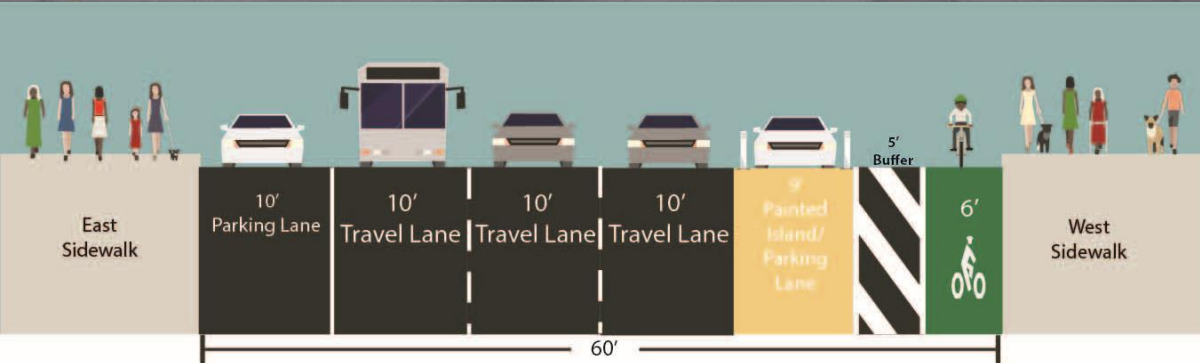 East
Sidewalk
10'
Parking Lane
10'
Travel Lane
10'
Travel Lane
10'
Travel Lane
9'
Painted
Island/
Parking
Lane
5'
Buffer
6'
West
Sidewalk
60'